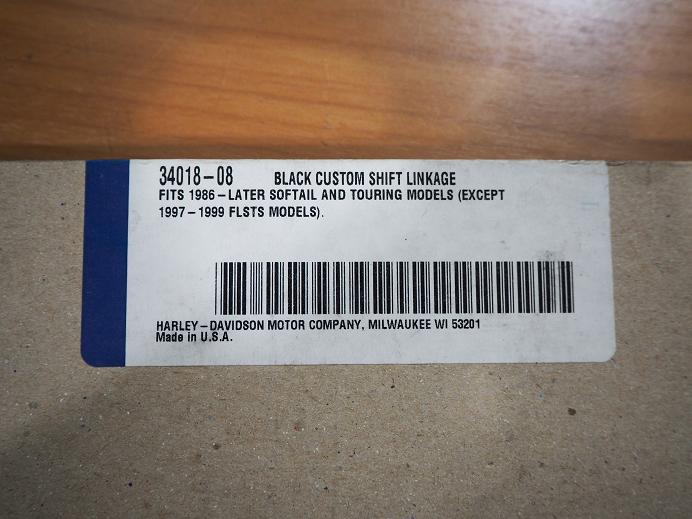 34018-08 BLACK CUSTOM SHIFT LINKAGE
FITS 1986-LATER SOFTAIL AND TOURING MODELS (EXCEPT
1997-1999 FLSTS MODELS).
HARLEY-DAVIDSON MOTOR COMPANY, MILWAUKEE WI 53201
Made in U.S.A.